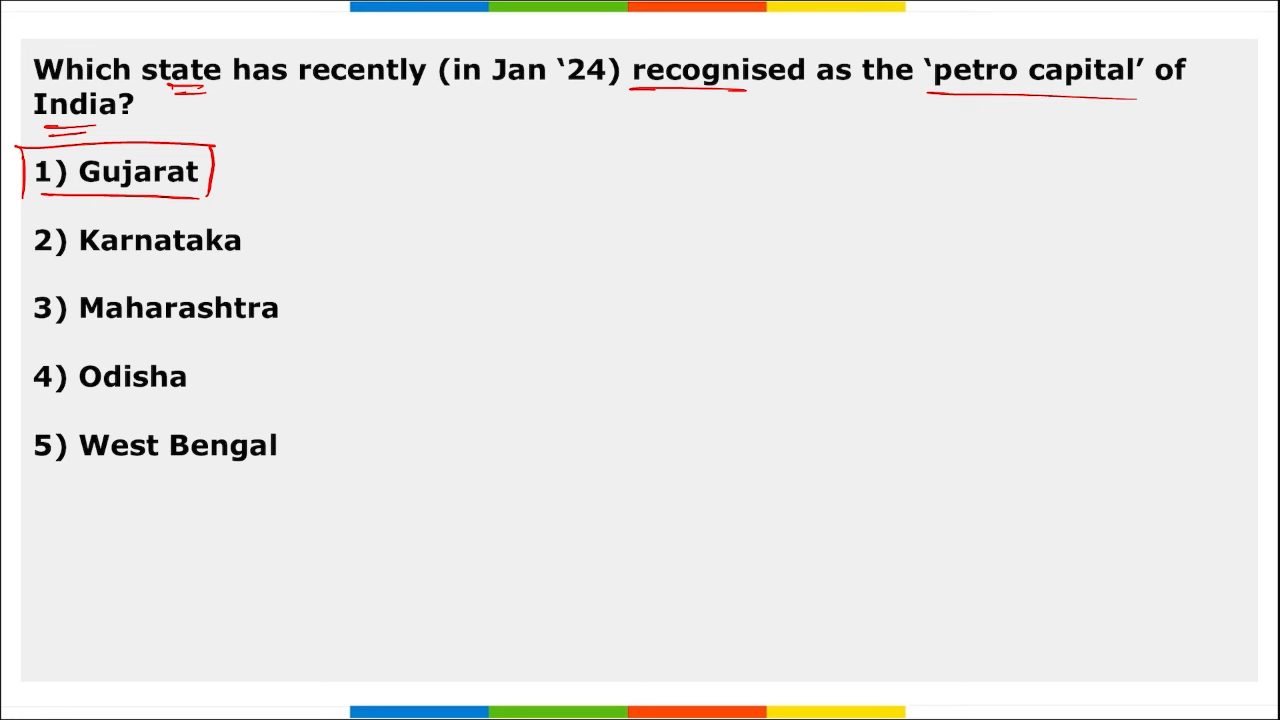 Which state has recently (in Jan ‘24) recognised as the ‘petro capital’ of
India?
1) Gujarat
2) Karnataka
3) Maharashtra
4) Odisha
5) West Bengal